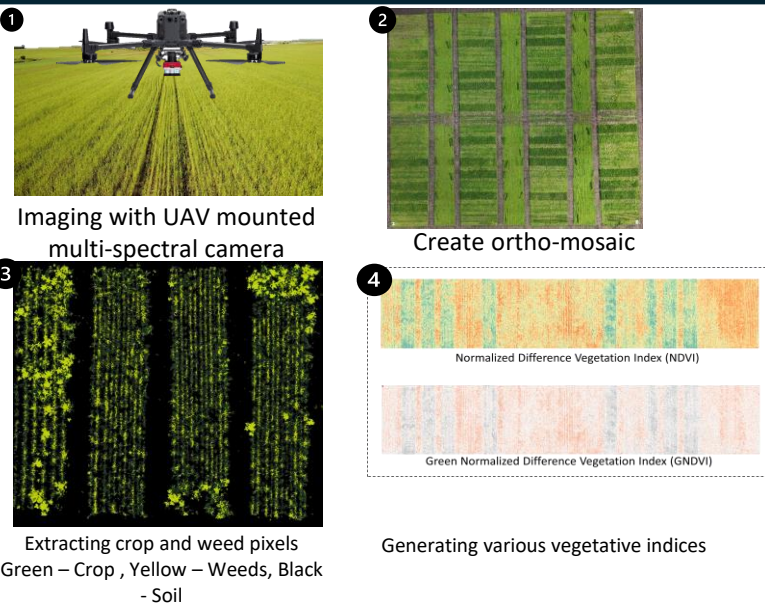 1
Imaging with UAV mounted
multi-spectral camera
2
Create ortho-mosaic
3
Extracting crop and weed pixels
Green – Crop , Yellow – Weeds, Black
- Soil
4
Normalized Difference Vegetation Index (NDVI)
Green Normalized Difference Vegetation Index (GNDVI)
Generating various vegetative indices